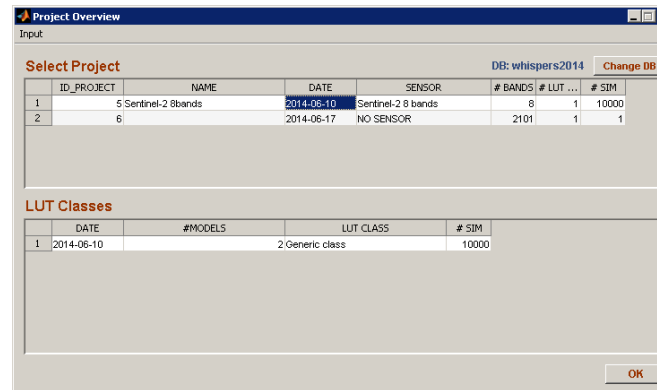 Project Overview
Input
Select Project DB: whispers2014 Change DB
ID_PROJECT NAME DATE SENSOR # BANDS # LUT ... # SIM
1 5 Sentinel-2 8bands 2014-06-10 Sentinel-2 8 bands 8 1 10000
2 6 2014-06-17 NO SENSOR 2101 1 1
LUT Classes
DATE #MODELS LUT CLASS # SIM
1 2014-06-10 2 Generic class 10000
OK